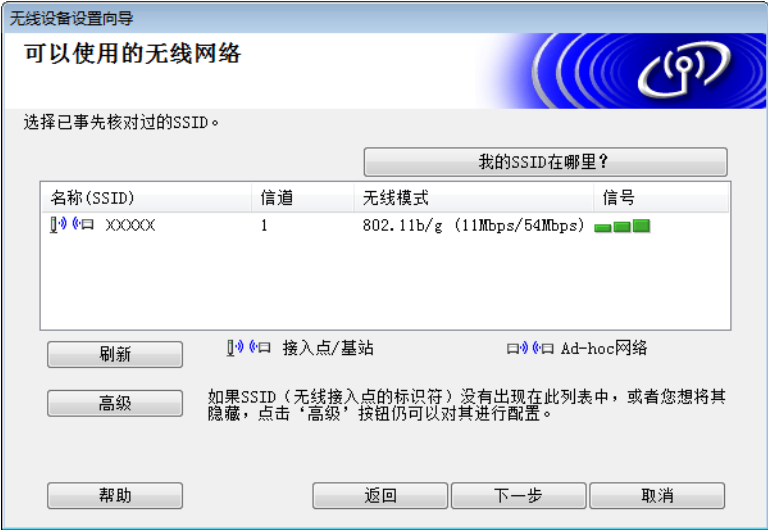 无线设备设置向导
可以使用的无线网络
选择已事先核对过的SSID。
我的SSID在哪里?
名称(SSID) 信道 无线模式 信号
XXXXX 1 802.11b/g (11Mbps/54Mbps)
刷新 接入点/基站 Ad-hoc网络
高级 如果SSID（无线接入点的标识符）没有出现在此列表中，或者您想将其
隐藏，点击‘高级’按钮仍可以对其进行配置。
帮助 返回 下一步 取消